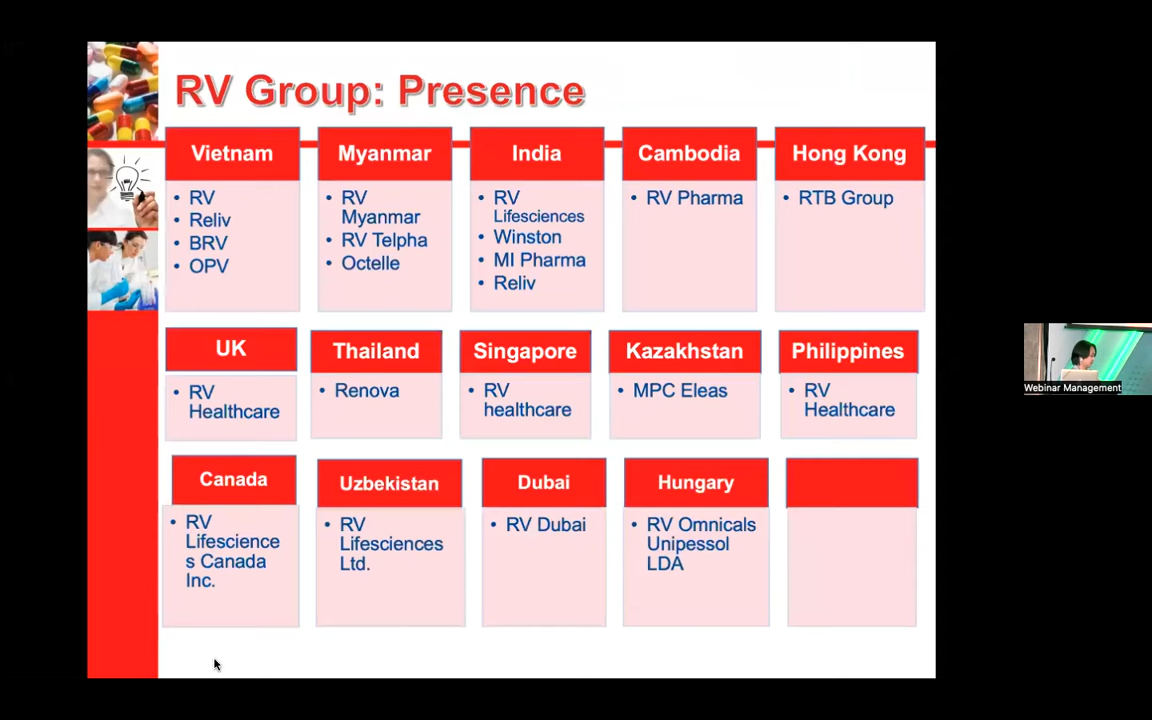 RV Group: Presence
Vietnam
• RV
• Reliv
• BRV
• OPV
Myanmar
• RV
Myanmar
• RV Telpha
• Octelle
India
• RV
Lifesciences
• Winston
• MI Pharma
• Reliv
Cambodia
• RV Pharma
Hong Kong
• RTB Group
UK
• RV
Healthcare
Thailand
• Renova
Singapore
• RV
healthcare
Kazakhstan
• MPC Eleas
Philippines
• RV
Healthcare
Canada
• RV
Lifescience
s Canada
Inc.
Uzbekistan
• RV
Lifesciences
Ltd.
Dubai
• RV Dubai
Hungary
• RV Omnicals
Unipessol
LDA
Webinar Management